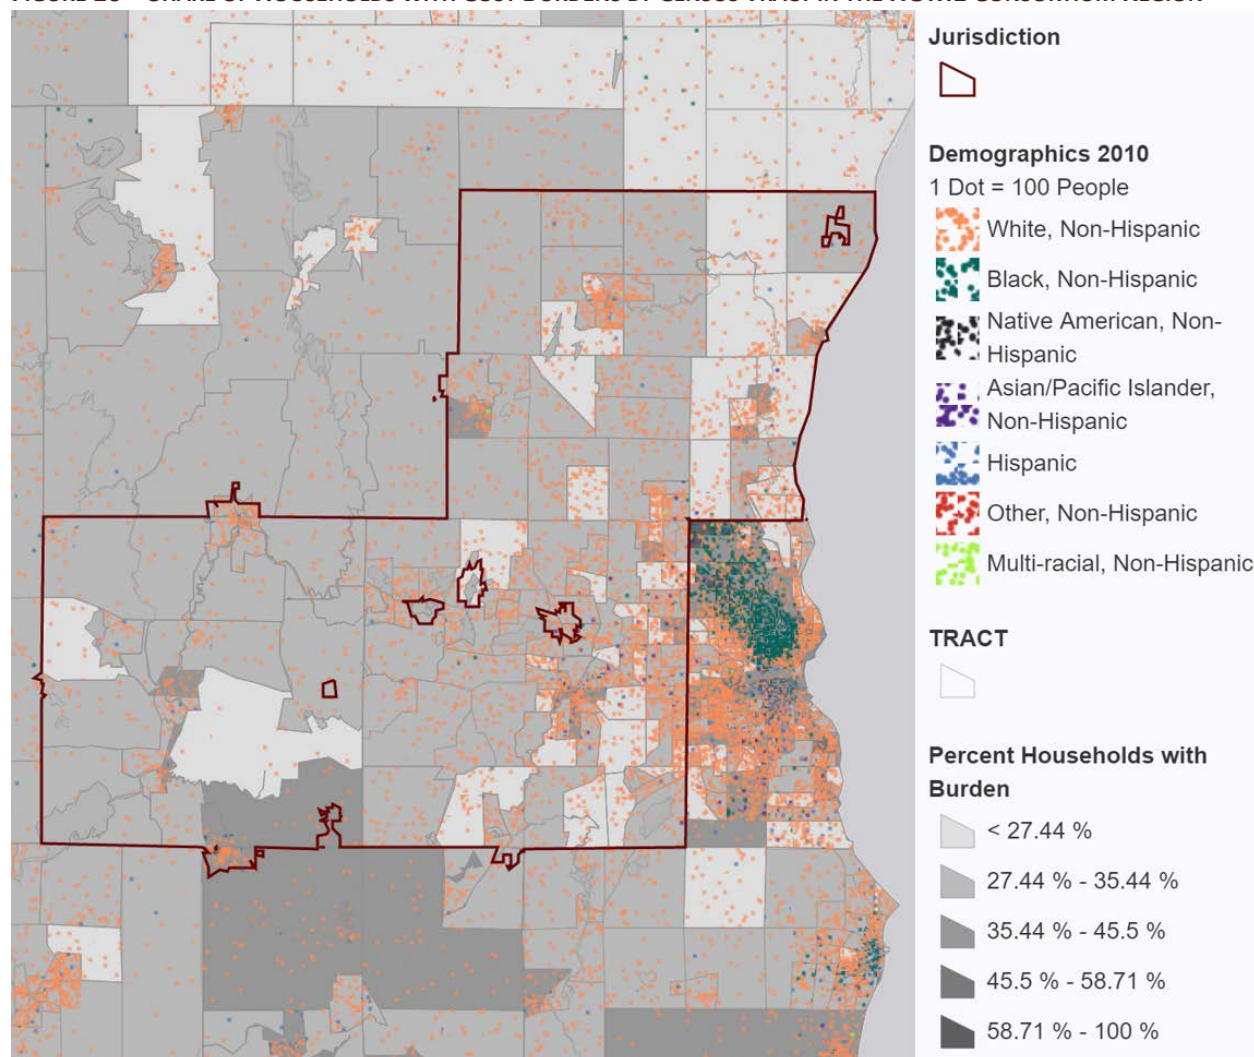 Jurisdiction
Demographics 2010
1 Dot = 100 People
White, Non-Hispanic
Black, Non-Hispanic
Native American, Non-
Hispanic
Asian/Pacific Islander,
Non-Hispanic
Hispanic
Other, Non-Hispanic
Multi-racial, Non-Hispanic
TRACT
Percent Households with
Burden
< 27.44 %
27.44 % - 35.44 %
35.44 % - 45.5 %
45.5 % - 58.71 %
58.71 % - 100 %